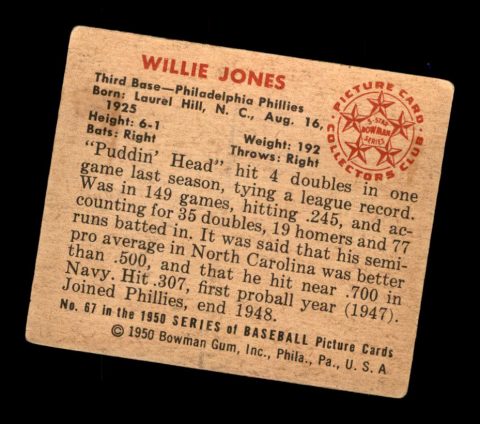 WILLIE JONES
Third Base—Philadelphia Phillies
Born: Laurel Hill, N. C., Aug. 16,
1925
Height: 6-1 Weight: 192
Bats: Right Throws: Right
"Puddin' Head" hit 4 doubles in one
game last season, tying a league record.
Was in 149 games, hitting .245, and ac-
counting for 35 doubles, 19 homers and 77
runs batted in. It was said that his semi-
pro average in North Carolina was better
than .500, and that he hit near .700 in
Navy. Hit .307, first proball year (1947).
Joined Phillies, end 1948.
No. 67 in the 1950 SERIES of BASEBALL Picture Cards
© 1950 Bowman Gum, Inc., Phila., Pa., U. S. A
PICTURE CARD
5-STAR
BOWMAN
SERIES
COLLECTORS CLUB